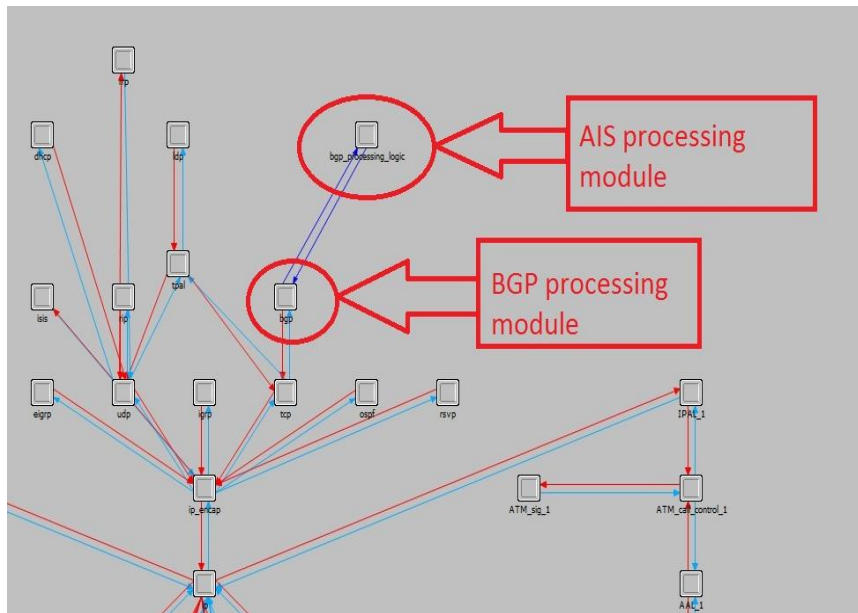 dhcp
ldp
bgp_processing_logic
AIS processing
module
tpal
isis
rip
bgp
BGP processing
module
eigrp
udp
igrp
tcp
ospf
rsvp
IPAL_1
ip_encap
ATM_sig_1
ATM_call_control_1
ip
AAL_1